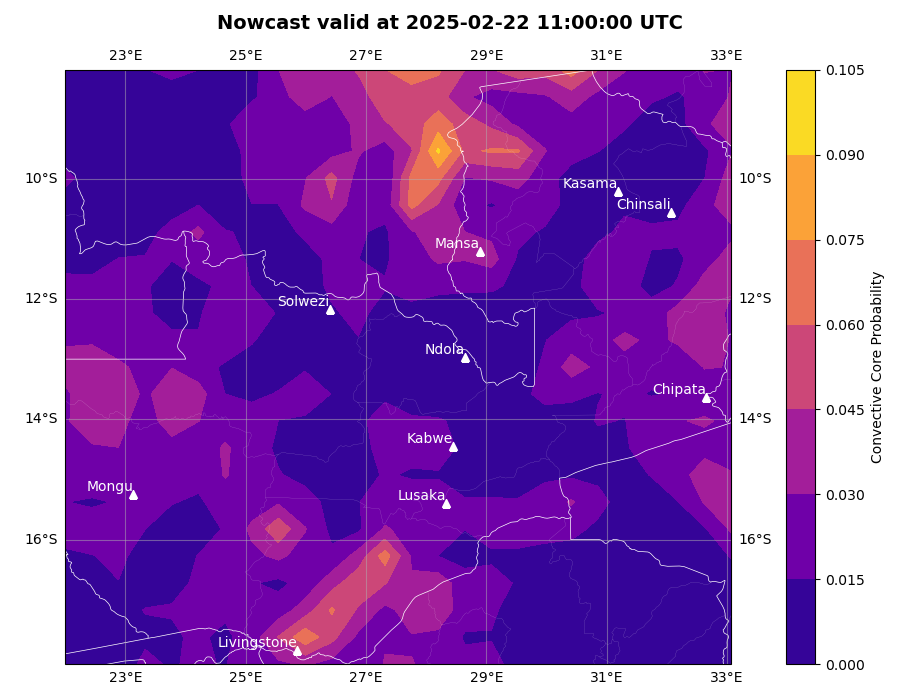 Nowcast valid at 2025-02-22 11:00:00 UTC
23°E 25°E 27°E 29°E 31°E 33°E
0.105
0.090
10°S Kasama 10°S
Chinsali
0.075
Mansa
12°S Solwezi 12°S
0.060
Ndola
Chipata
0.045
14°S 14°S
Kabwe
Mongu Lusaka
0.030
16°S 16°S
0.015
Livingstone
0.000
23°E 25°E 27°E 29°E 31°E 33°E
Convective Core Probability